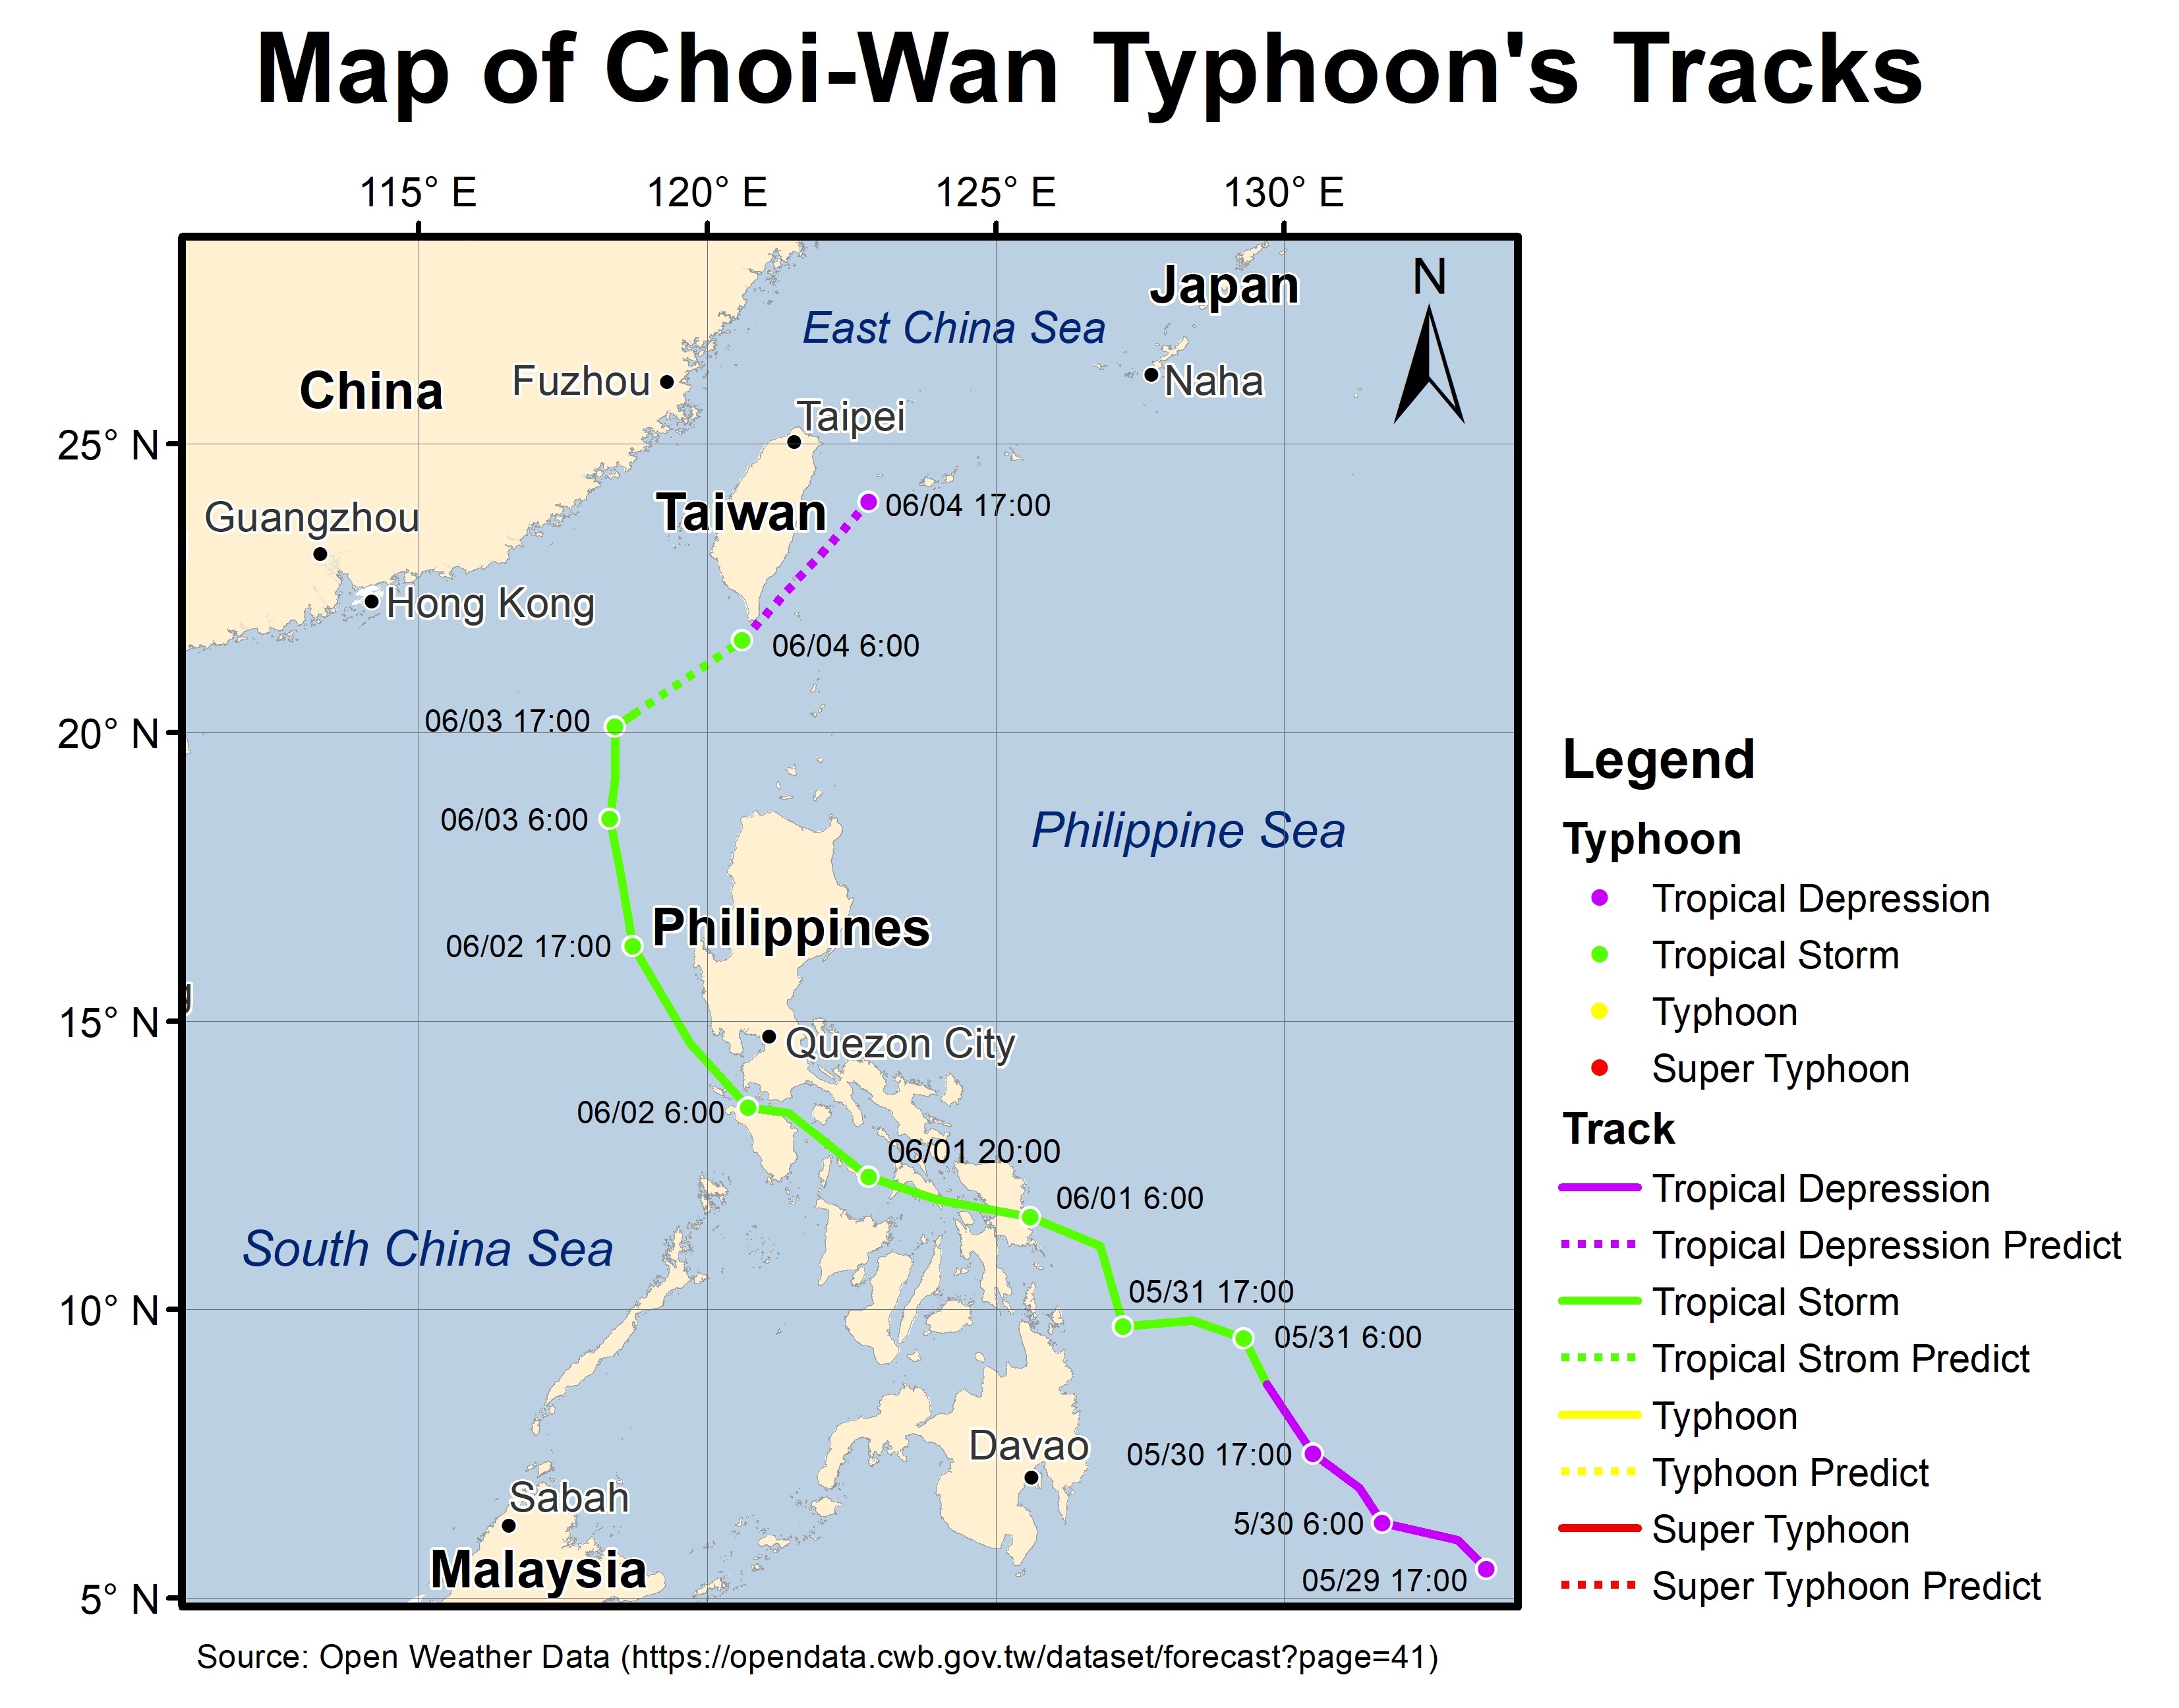 Map of Choi-Wan Typhoon's Tracks
115° E 120° E 125° E 130° E
Japan
N
East China Sea
China
Fuzhou
Naha
Taipei
25° N
Guangzhou
Taiwan
06/04 17:00
Hong Kong
06/04 6:00
06/03 17:00
20° N
06/03 6:00
Philippine Sea
Philippines
06/02 17:00
g
15° N
Quezon City
06/02 6:00
06/01 20:00
06/01 6:00
South China Sea
05/31 17:00
10° N
05/31 6:00
Davao
05/30 17:00
Sabah
5/30 6:00
Malaysia
05/29 17:00
5° N
Legend
Typhoon
Tropical Depression
Tropical Storm
Typhoon
Super Typhoon
Track
Tropical Depression
Tropical Depression Predict
Tropical Storm
Tropical Strom Predict
Typhoon
Typhoon Predict
Super Typhoon
Super Typhoon Predict
Source: Open Weather Data (https://opendata.cwb.gov.tw/dataset/forecast?page=41)